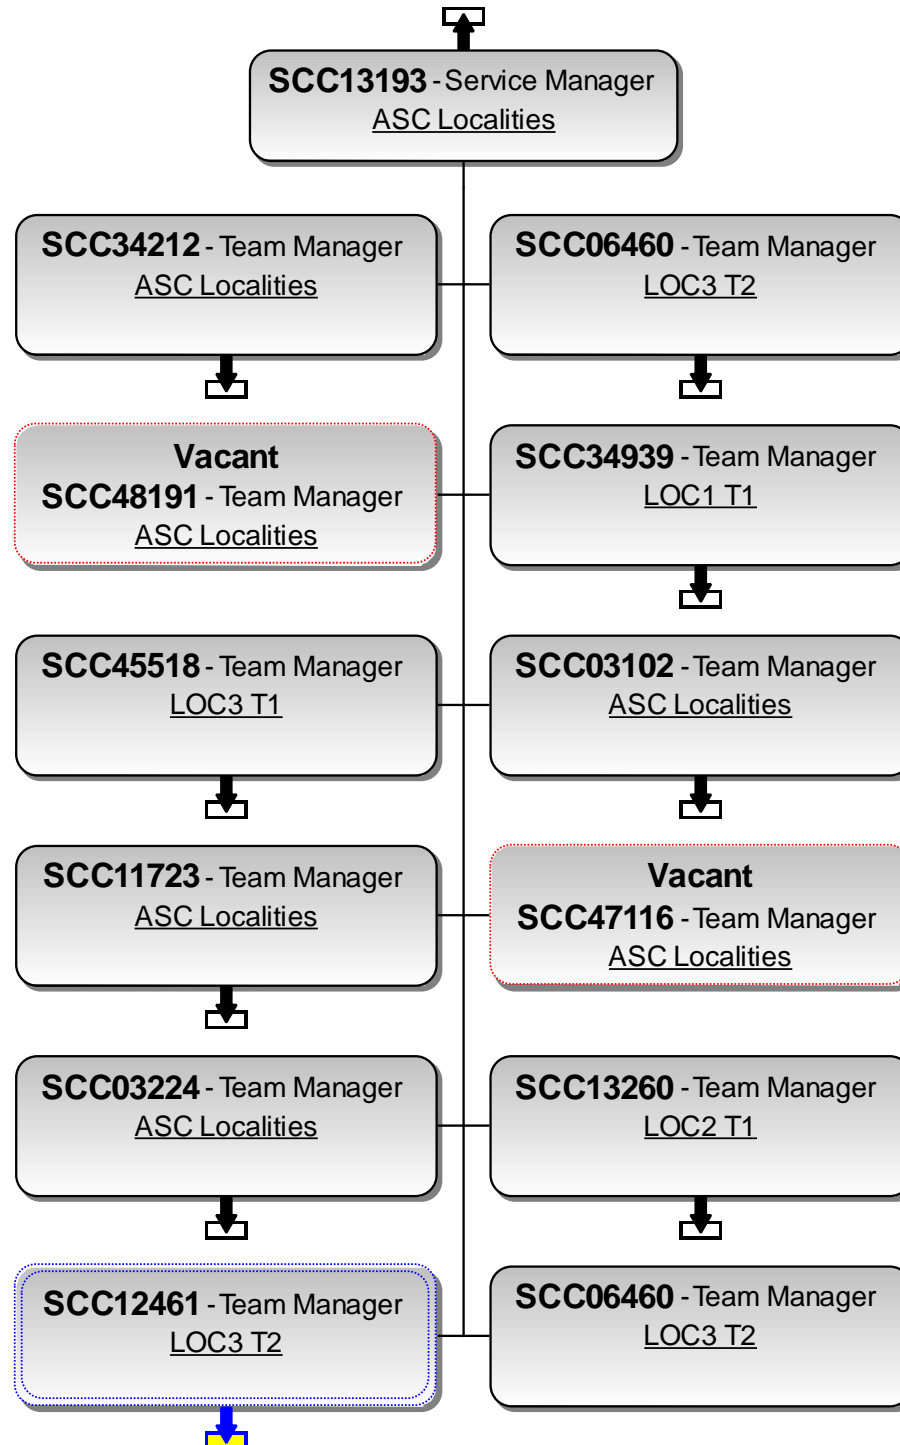 SCC13193 - Service Manager
ASC Localities
SCC34212 - Team Manager
ASC Localities
SCC06460 - Team Manager
LOC3 T2
Vacant
SCC48191 - Team Manager
ASC Localities
SCC34939 - Team Manager
LOC1 T1
SCC45518 - Team Manager
LOC3 T1
SCC03102 - Team Manager
ASC Localities
SCC11723 - Team Manager
ASC Localities
Vacant
SCC47116 - Team Manager
ASC Localities
SCC03224 - Team Manager
ASC Localities
SCC13260 - Team Manager
LOC2 T1
SCC12461 - Team Manager
LOC3 T2
SCC06460 - Team Manager
LOC3 T2